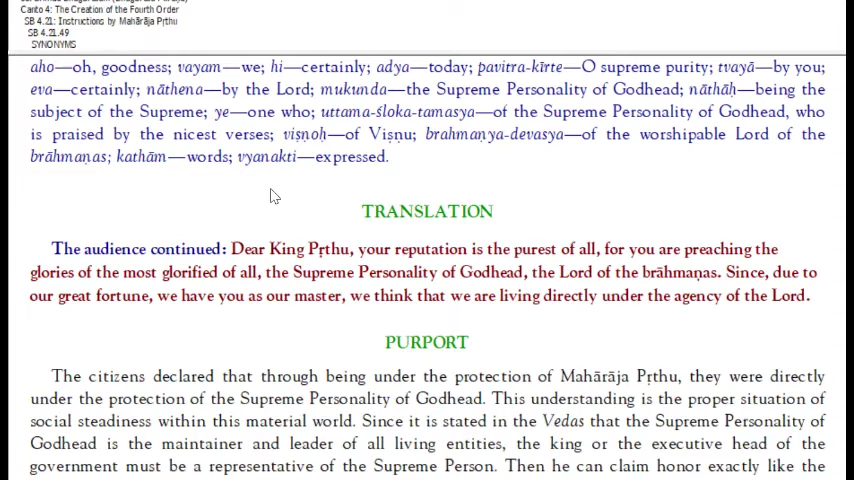 Canto 4: The Creation of the Fourth Order
SB 4.21: Instructions by Mahārāja Pṛthu
SB 4.21.49
SYNONYMS
aho—oh, goodness; vayam—we; hi—certainly; adya—today; pavitra-kīrte—O supreme purity; tvayā—by you;
eva—certainly; nāthena—by the Lord; mukunda—the Supreme Personality of Godhead; nāthāḥ—being the
subject of the Supreme; ye—one who; uttama-śloka-tamasya—of the Supreme Personality of Godhead, who
is praised by the nicest verses; viṣṇoḥ—of Viṣṇu; brahmaṇya-devasya—of the worshipable Lord of the
brāhmaṇas; kathām—words; vyanakti—expressed.
TRANSLATION
The audience continued: Dear King Pṛthu, your reputation is the purest of all, for you are preaching the
glories of the most glorified of all, the Supreme Personality of Godhead, the Lord of the brāhmaṇas. Since, due to
our great fortune, we have you as our master, we think that we are living directly under the agency of the Lord.
PURPORT
The citizens declared that through being under the protection of Mahārāja Pṛthu, they were directly
under the protection of the Supreme Personality of Godhead. This understanding is the proper situation of
social steadiness within this material world. Since it is stated in the Vedas that the Supreme Personality of
Godhead is the maintainer and leader of all living entities, the king or the executive head of the
government must be a representative of the Supreme Person. Then he can claim honor exactly like the